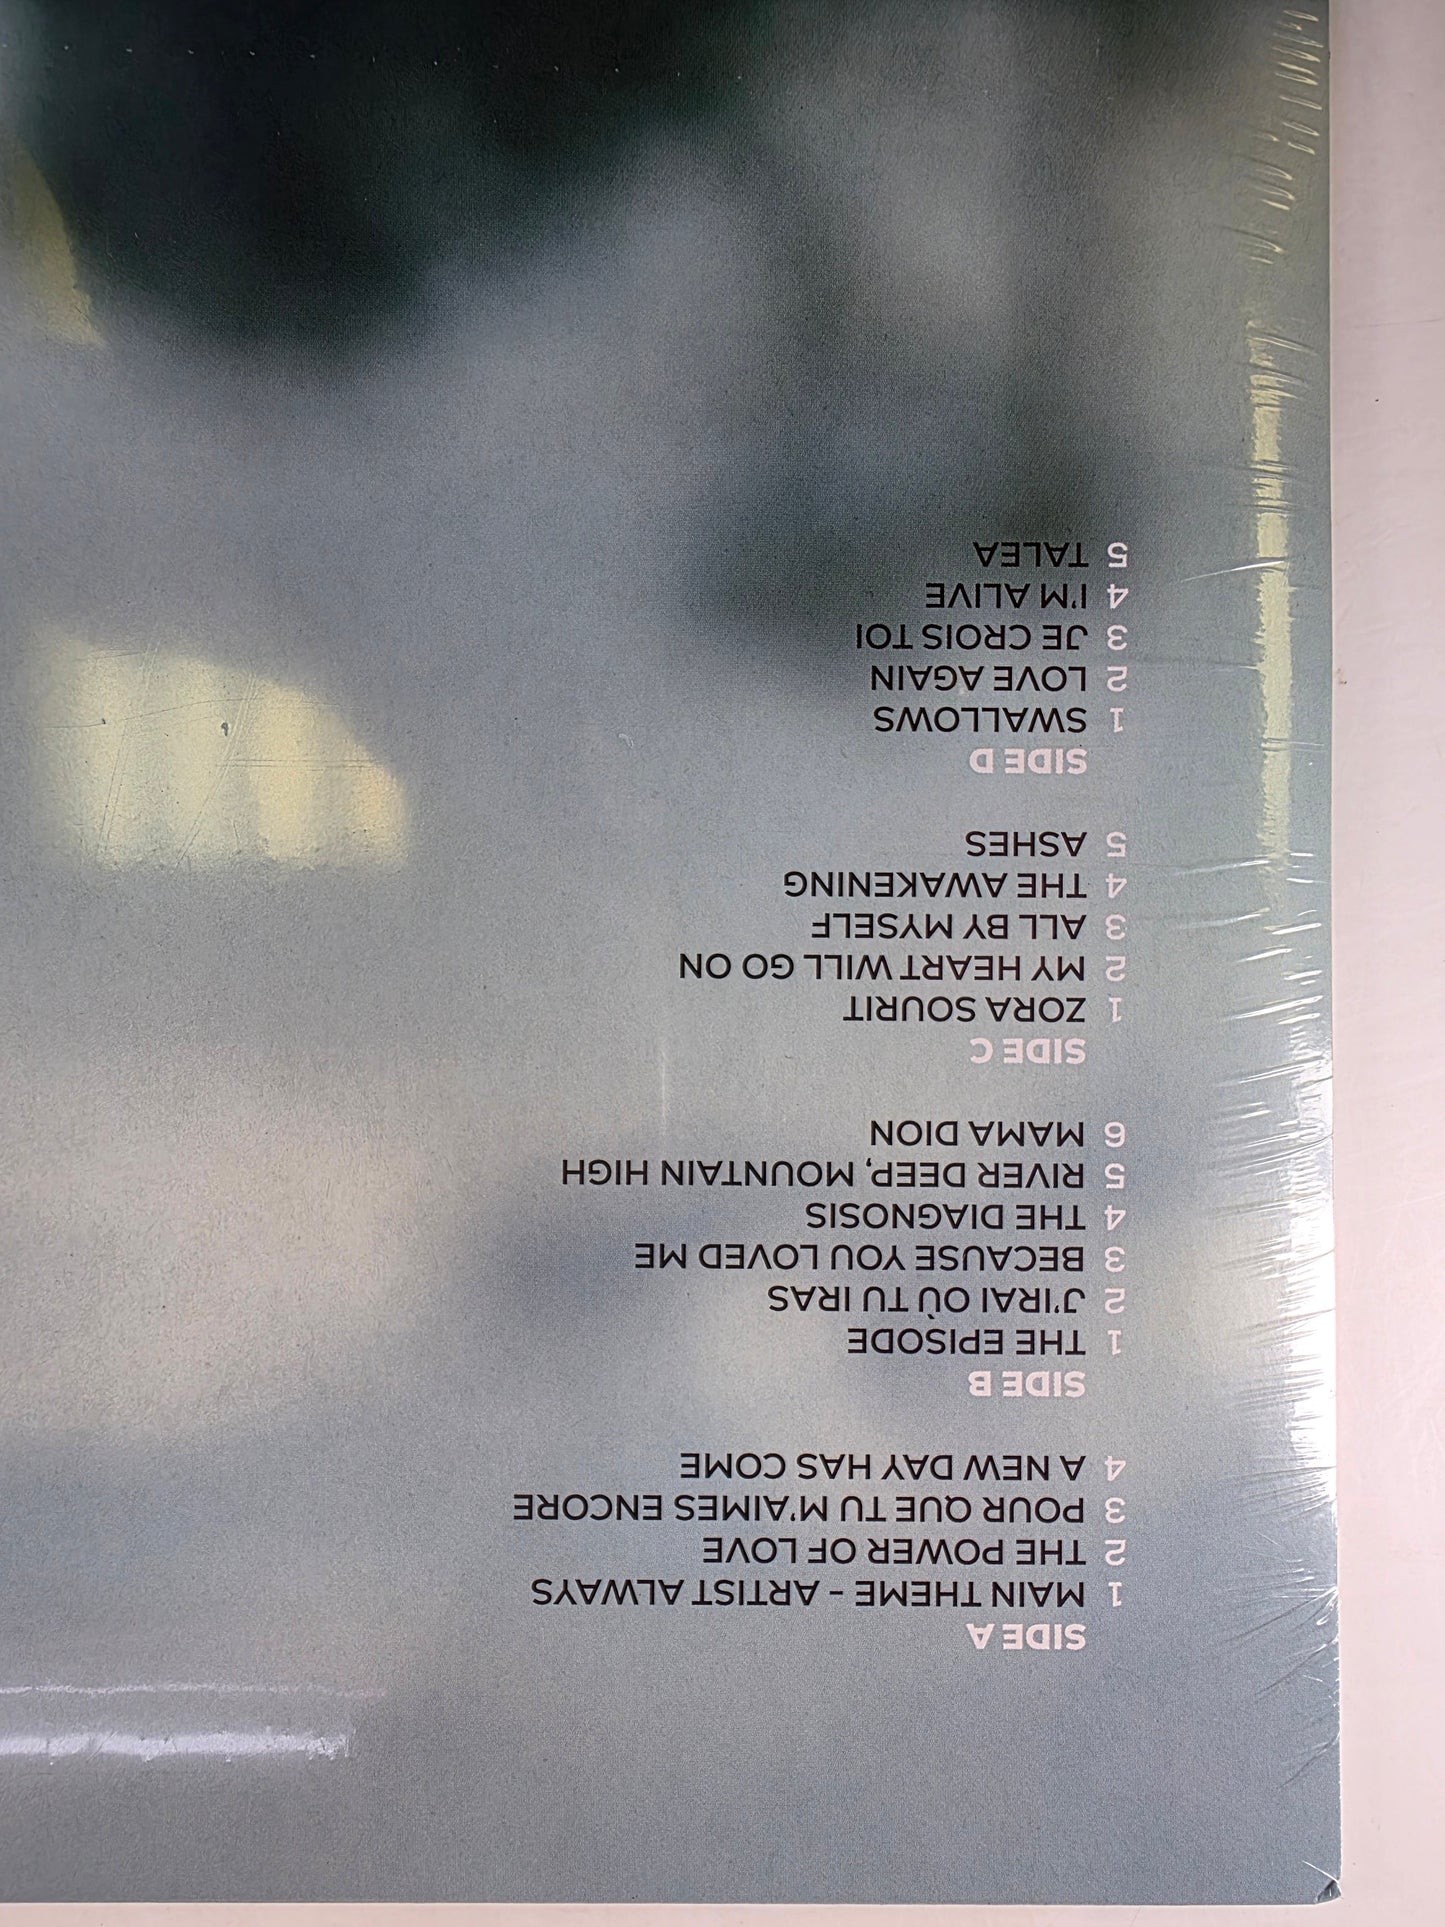 SIDE A
1 MAIN THEME - ARTIST ALWAYS
2 THE POWER OF LOVE
3 POUR QUE TU M'AIMES ENCORE
4 A NEW DAY HAS COME
SIDE B
1 THE EPISODE
2 J'IRAI OÙ TU IRAS
3 BECAUSE YOU LOVED ME
4 THE DIAGNOSIS
5 RIVER DEEP, MOUNTAIN HIGH
6 MAMA DION
SIDE C
1 ZORA SOURIT
2 MY HEART WILL GO ON
3 ALL BY MYSELF
4 THE AWAKENING
5 ASHES
SIDE D
1 SWALLOWS
2 LOVE AGAIN
3 JE CROIS TOI
4 I'M ALIVE
5 TALEA